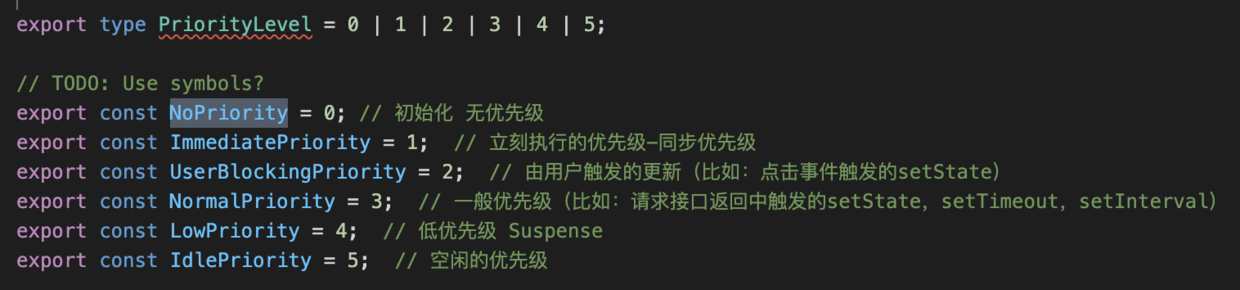 export type PriorityLevel = 0 | 1 | 2 | 3 | 4 | 5;
// TODO: Use symbols?
export const NoPriority = 0; // 初始化 无优先级
export const ImmediatePriority = 1;  // 立刻执行的优先级-同步优先级
export const UserBlockingPriority = 2;  // 由用户触发的更新（比如：点击事件触发的setState）
export const NormalPriority = 3;  // 一般优先级（比如：请求接口返回中触发的setState，setTimeout，setInterval）
export const LowPriority = 4;  // 低优先级 Suspense
export const IdlePriority = 5;  // 空闲的优先级